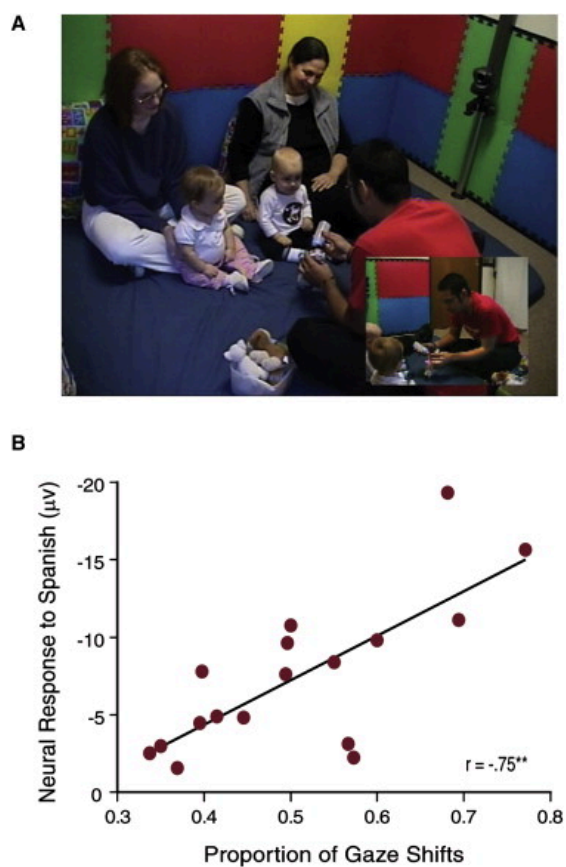 A
B
Neural Response to Spanish (μv)
-20
-15
-10
-5
0
r = -.75**
0.3 0.4 0.5 0.6 0.7 0.8
Proportion of Gaze Shifts